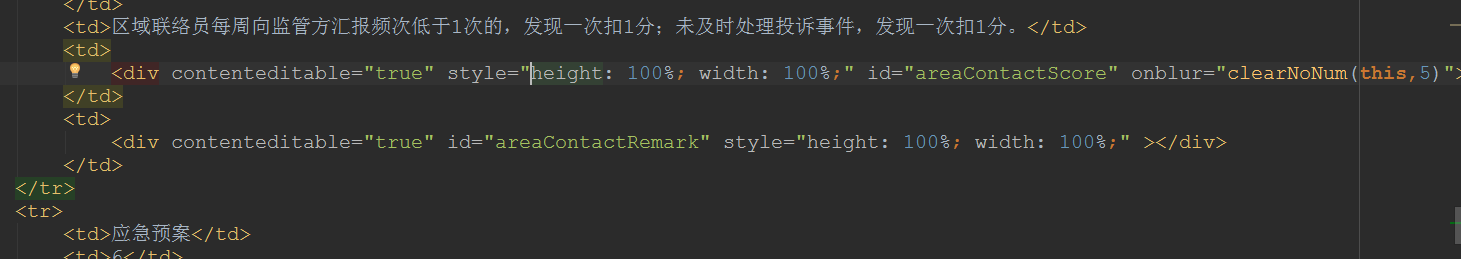 </td>
<td>区域联络员每周向监管方汇报频次低于1次的，发现一次扣1分；未及时处理投诉事件，发现一次扣1分。</td>
<td>
<div contenteditable="true" style="height: 100%; width: 100%;" id="areaContactScore" onblur="clearNoNum(this,5)">
</td>
<td>
<div contenteditable="true" id="areaContactRemark" style="height: 100%; width: 100%;" ></div>
</td>
</tr>
<tr>
<td>应急预案</td>
<td>6</td>